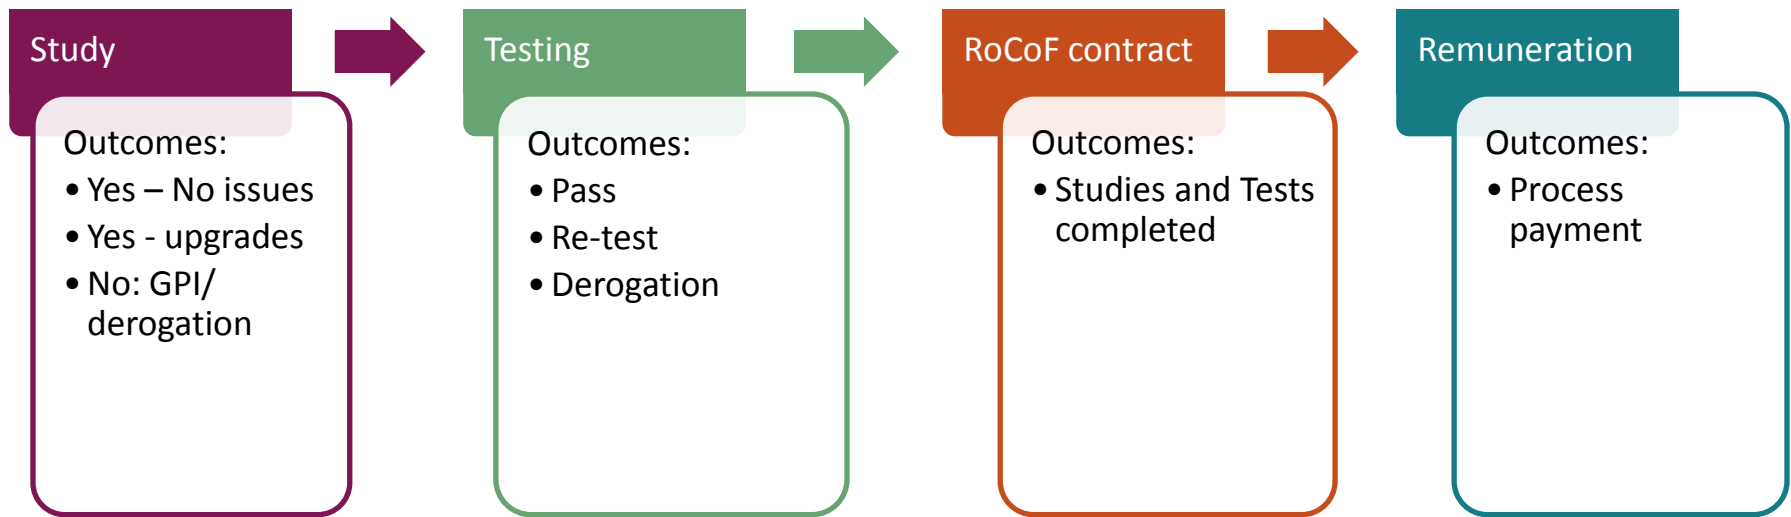 Study
Outcomes:
• Yes – No issues
• Yes - upgrades
• No: GPI/
derogation
Testing
Outcomes:
• Pass
• Re-test
• Derogation
RoCoF contract
Outcomes:
• Studies and Tests
completed
Remuneration
Outcomes:
• Process
payment